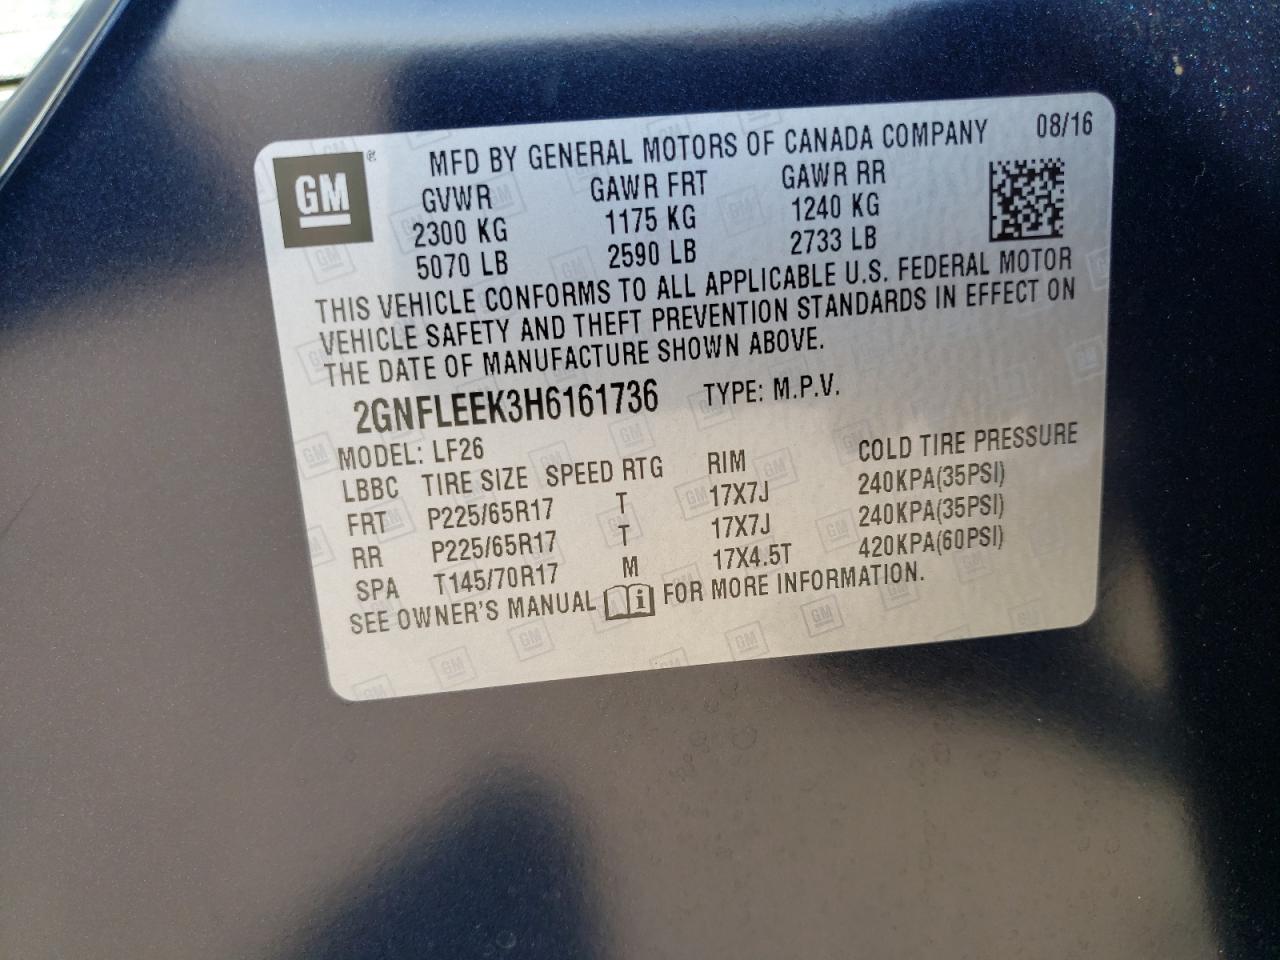 GM ® MFD BY GENERAL MOTORS OF CANADA COMPANY 08/16
GVWR GAWR FRT GAWR RR
2300 KG 1175 KG 1240 KG
5070 LB 2590 LB 2733 LB
THIS VEHICLE CONFORMS TO ALL APPLICABLE U.S. FEDERAL MOTOR
VEHICLE SAFETY AND THEFT PREVENTION STANDARDS IN EFFECT ON
THE DATE OF MANUFACTURE SHOWN ABOVE.
2GNFLEEK3H6161736 TYPE: M.P.V.
MODEL: LF26
LBBC TIRE SIZE SPEED RTG RIM COLD TIRE PRESSURE
FRT P225/65R17 T 17X7J 240KPA(35PSI)
RR P225/65R17 T 17X7J 240KPA(35PSI)
SPA T145/70R17 M 17X4.5T 420KPA(60PSI)
SEE OWNER'S MANUAL i FOR MORE INFORMATION.